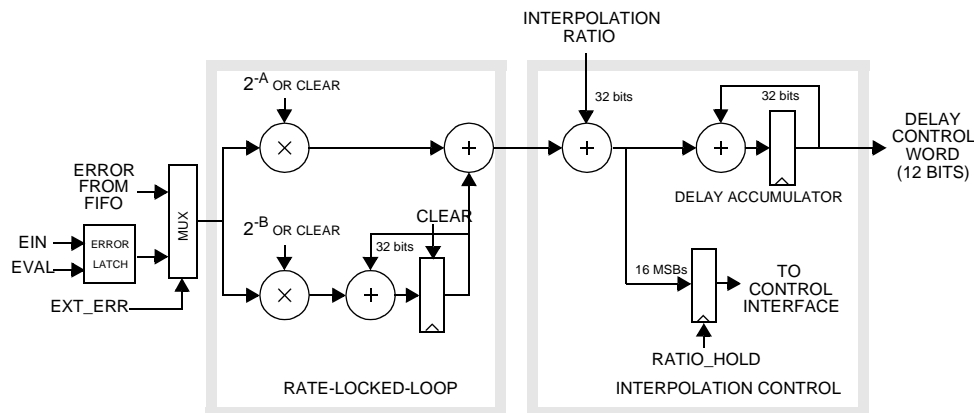 INTERPOLATION
RATIO
2-A OR CLEAR
32 bits
32 bits
×
+
+
+
DELAY
CONTROL
WORD
(12 BITS)
ERROR
FROM
FIFO
MUX
DELAY ACCUMULATOR
CLEAR
EIN
EVAL
ERROR
LATCH
2-B OR CLEAR
32 bits
16 MSBs
TO
CONTROL
INTERFACE
EXT_ERR
×
+
RATIO_HOLD
RATE-LOCKED-LOOP
INTERPOLATION CONTROL